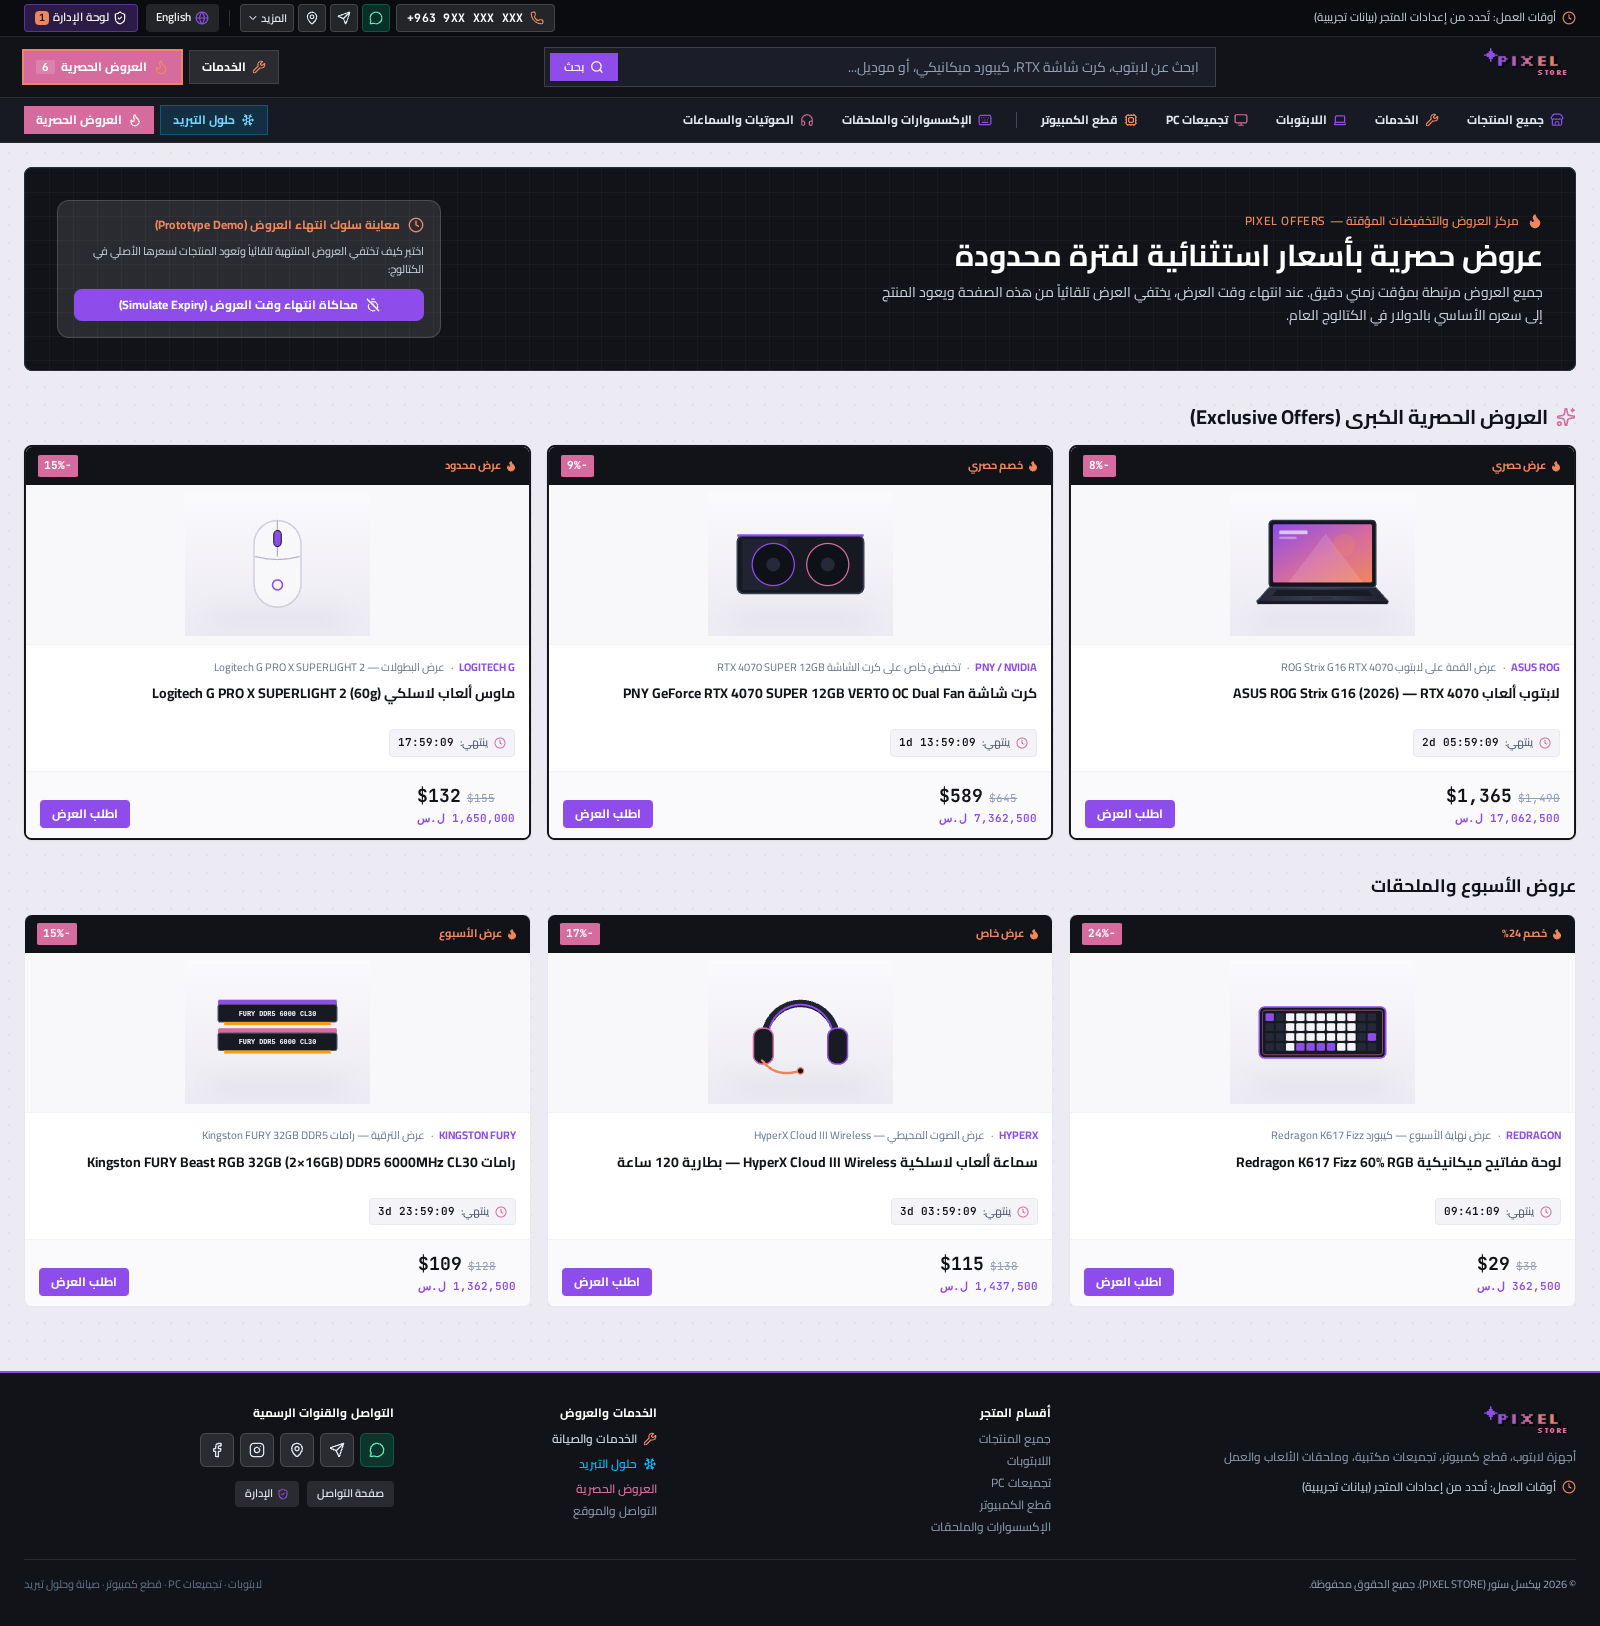 أوقات العمل: تُحدد من إعدادات المتجر (بيانات تجريبية)
+963 9XX XXX XXX
المزيد
English
لوحة الإدارة 1
PIXEL STORE
ابحث عن لابتوب، كرت شاشة RTX، كيبورد ميكانيكي، أو موديل...
بحث
الخدمات
العروض الحصرية 6
جميع المنتجات
الخدمات
اللابتوبات
تجميعات PC
قطع الكمبيوتر
الإكسسوارات والملحقات
الصوتيات والسماعات
حلول التبريد
العروض الحصرية
مركز العروض والتخفيضات المؤقتة — PIXEL OFFERS
عروض حصرية بأسعار استثنائية لفترة محدودة
جميع العروض مرتبطة بمؤقت زمني دقيق. عند انتهاء وقت العرض، يختفي العرض تلقائياً من هذه الصفحة ويعود المنتج
إلى سعره الأساسي بالدولار في الكتالوج العام.
معاينة سلوك انتهاء العروض (Prototype Demo)
اختبر كيف تختفي العروض المنتهية تلقائياً وتعود المنتجات لسعرها الأصلي في
الكتالوج:
محاكاة انتهاء وقت العروض (Simulate Expiry)
العروض الحصرية الكبرى (Exclusive Offers)
عرض حصري
8%-
ASUS ROG · عرض القمة على لابتوب ROG Strix G16 RTX 4070
لابتوب ألعاب ASUS ROG Strix G16 (2026) — RTX 4070
ينتهي: 2d 05:59:09
$1,490 $1,365
17,062,500 ل.س
اطلب العرض
خصم حصري
9%-
PNY / NVIDIA · تخفيض خاص على كرت الشاشة RTX 4070 SUPER 12GB
كرت شاشة PNY GeForce RTX 4070 SUPER 12GB VERTO OC Dual Fan
ينتهي: 1d 13:59:09
$645 $589
7,362,500 ل.س
اطلب العرض
عرض محدود
15%-
LOGITECH G · عرض البطولات — Logitech G PRO X SUPERLIGHT 2
ماوس ألعاب لاسلكي Logitech G PRO X SUPERLIGHT 2 (60g)
ينتهي: 17:59:09
$155 $132
1,650,000 ل.س
اطلب العرض
عروض الأسبوع والملحقات
خصم 24%
24%-
REDRAGON · عرض نهاية الأسبوع — كيبورد Redragon K617 Fizz
لوحة مفاتيح ميكانيكية Redragon K617 Fizz 60% RGB
ينتهي: 09:41:09
$38 $29
362,500 ل.س
اطلب العرض
عرض خاص
17%-
HYPERX · عرض الصوت المحيطي — HyperX Cloud III Wireless
سماعة ألعاب لاسلكية HyperX Cloud III Wireless — بطارية 120 ساعة
ينتهي: 3d 03:59:09
$138 $115
1,437,500 ل.س
اطلب العرض
عرض الأسبوع
15%-
FURY DDR5 6000 CL30
FURY DDR5 6000 CL30
KINGSTON FURY · عرض الترقية — رامات Kingston FURY 32GB DDR5
رامات Kingston FURY Beast RGB 32GB (2×16GB) DDR5 6000MHz CL30
ينتهي: 3d 23:59:09
$128 $109
1,362,500 ل.س
اطلب العرض
PIXEL STORE
أجهزة لابتوب، قطع كمبيوتر، تجميعات مكتبية، وملحقات الألعاب والعمل
أوقات العمل: تُحدد من إعدادات المتجر (بيانات تجريبية)
أقسام المتجر
جميع المنتجات
اللابتوبات
تجميعات PC
قطع الكمبيوتر
الإكسسوارات والملحقات
الخدمات والعروض
الخدمات والصيانة
حلول التبريد
العروض الحصرية
التواصل والموقع
التواصل والقنوات الرسمية
صفحة التواصل
الإدارة
© 2026 بيكسل ستور (PIXEL STORE). جميع الحقوق محفوظة.
لابتوبات · تجميعات PC · قطع كمبيوتر · صيانة وحلول تبريد